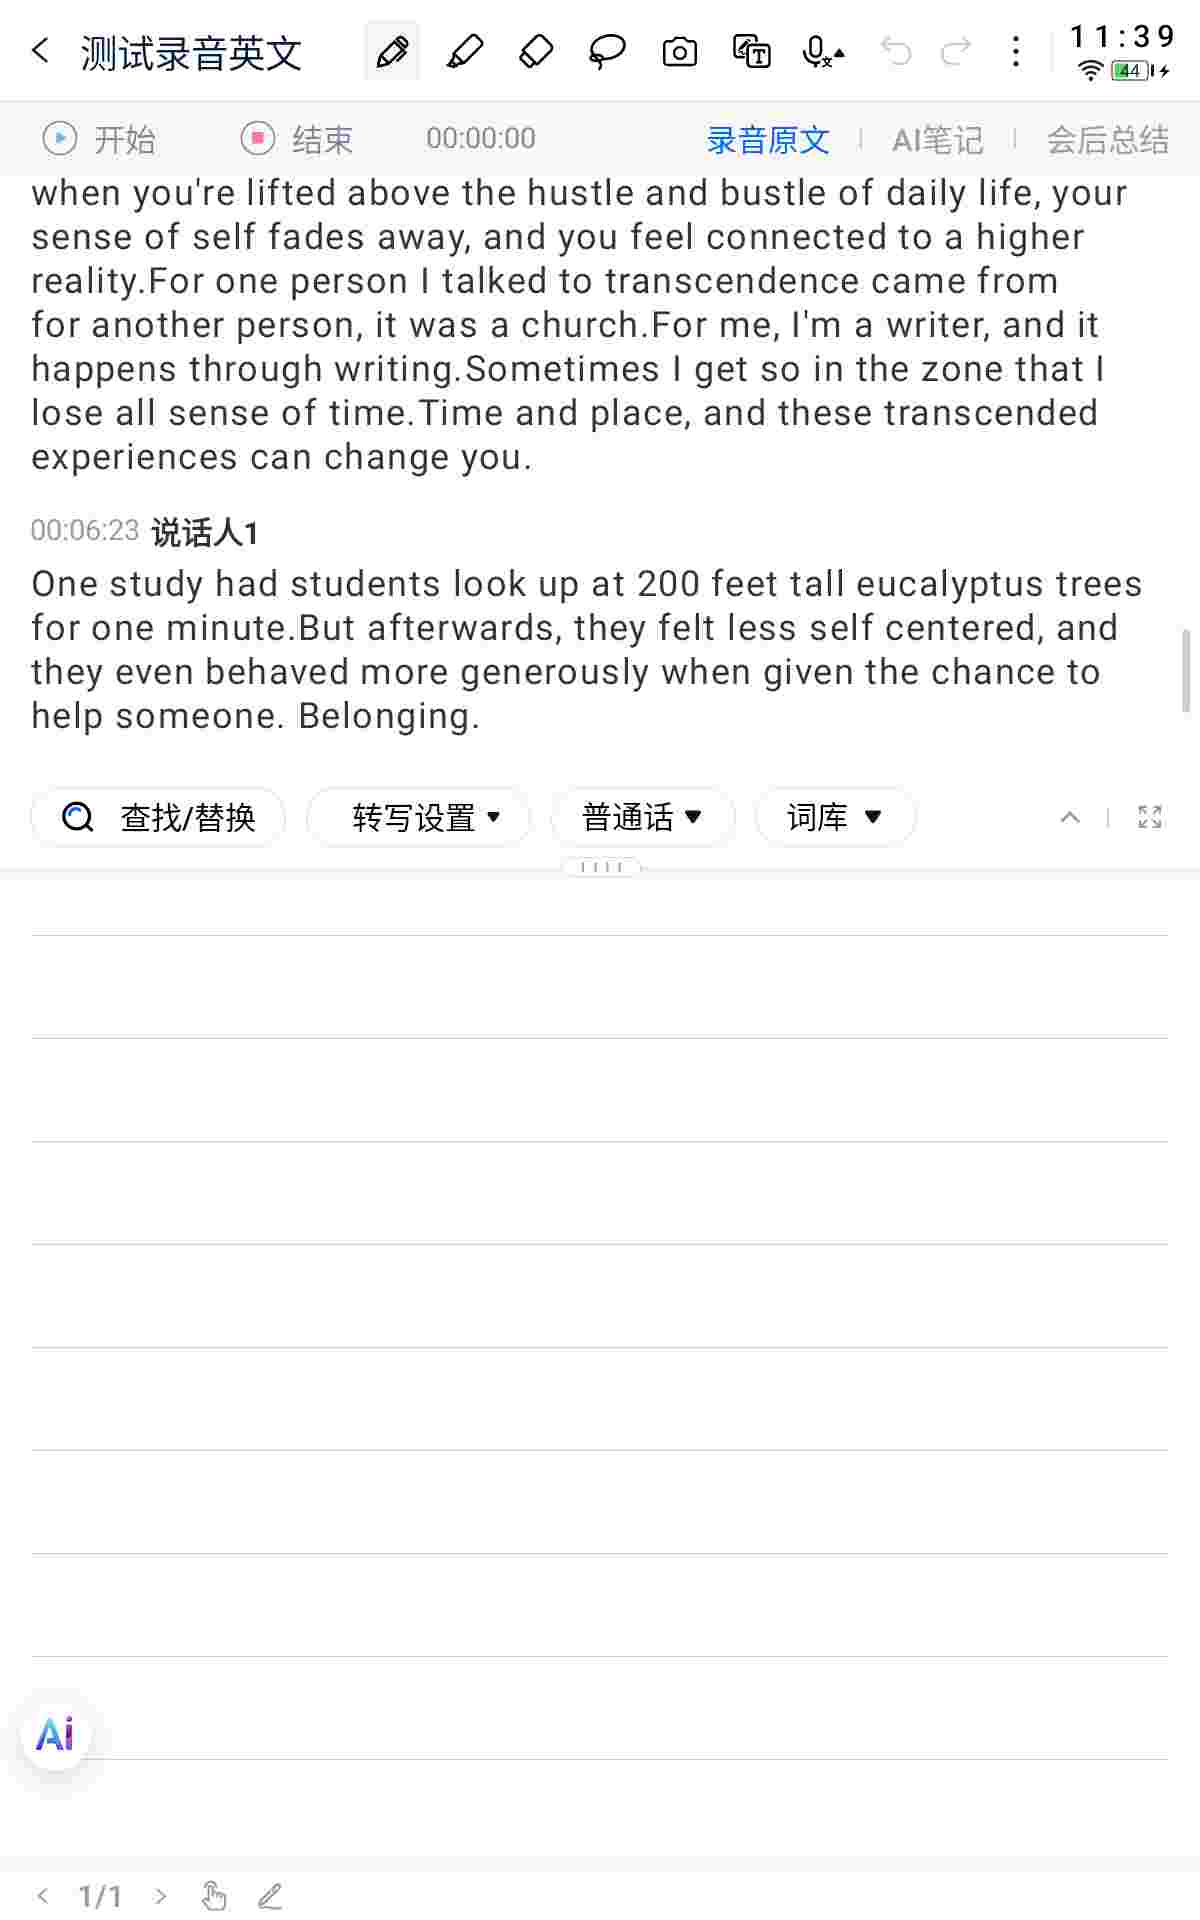 测试录音英文
11:39
44
开始 结束 00:00:00 录音原文 AI笔记 会后总结
when you're lifted above the hustle and bustle of daily life, your
sense of self fades away, and you feel connected to a higher
reality.For one person I talked to transcendence came from
for another person, it was a church.For me, I'm a writer, and it
happens through writing.Sometimes I get so in the zone that I
lose all sense of time.Time and place, and these transcended
experiences can change you.
00:06:23 说话人1
One study had students look up at 200 feet tall eucalyptus trees
for one minute.But afterwards, they felt less self centered, and
they even behaved more generously when given the chance to
help someone. Belonging.
查找/替换 转写设置 普通话 词库
Ai
1/1